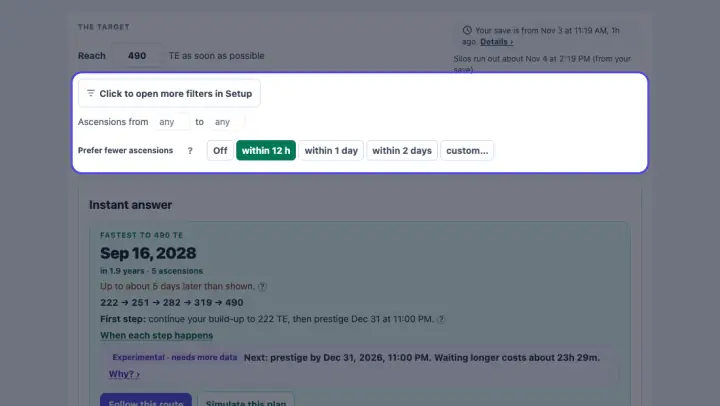 THE TARGET
Reach 490 TE as soon as possible
Your save is from Nov 3 at 11:19 AM, 1h
ago. Details ›
Silos run out about Nov 4 at 2:19 PM (from your
save)
Click to open more filters in Setup
Ascensions from any to any
Prefer fewer ascensions ? Off within 12 h within 1 day within 2 days custom...
Instant answer
FASTEST TO 490 TE
Sep 16, 2028
in 1.9 years · 5 ascensions
Up to about 5 days later than shown. ?
222 → 251 → 282 → 319 → 490
First step: continue your build-up to 222 TE, then prestige Dec 31 at 11:00 PM. ?
When each step happens
Experimental · needs more data Next: prestige by Dec 31, 2026, 11:00 PM. Waiting longer costs about 23h 29m.
Why? ›
Follow this route Simulate this plan